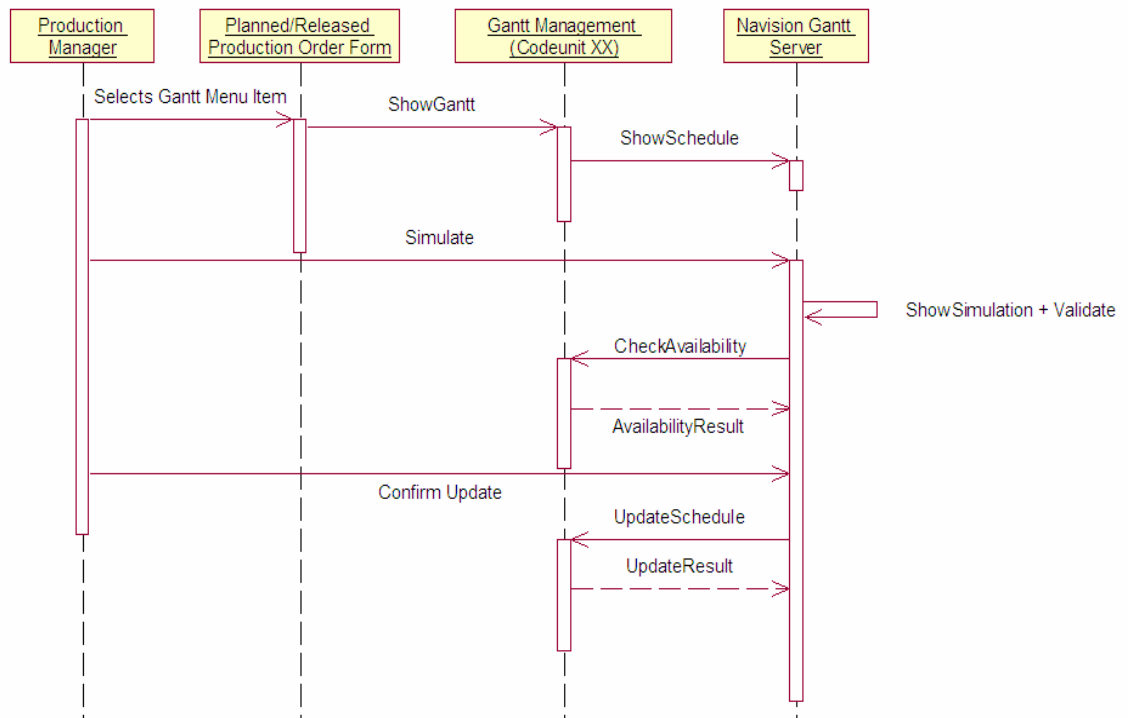 Production
Manager
Planned/Released
Production Order Form
Gantt Management
(Codeunit XX)
Navision Gantt
Server
Selects Gantt Menu Item
ShowGantt
ShowSchedule
Simulate
ShowSimulation + Validate
CheckAvailability
AvailabilityResult
Confirm Update
UpdateSchedule
UpdateResult